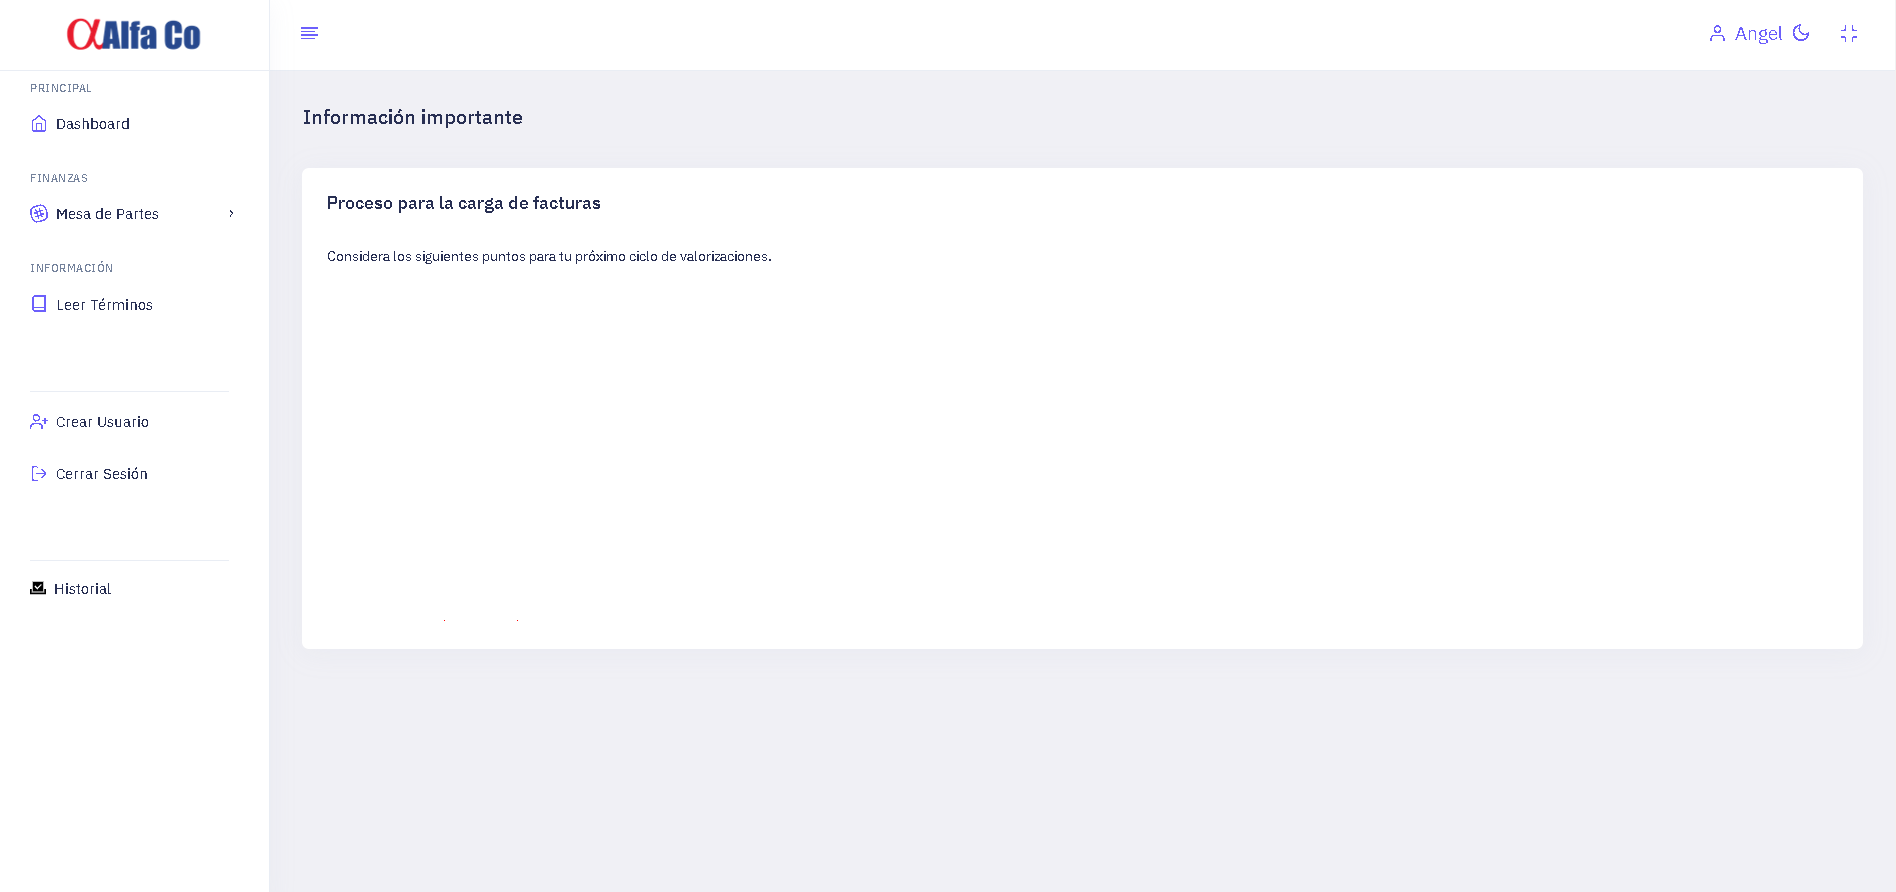 αAlfa Co
Angel
PRINCIPAL
Dashboard
FINANZAS
Mesa de Partes
INFORMACIÓN
Leer Términos
Crear Usuario
Cerrar Sesión
Historial
Información importante
Proceso para la carga de facturas
Considera los siguientes puntos para tu próximo ciclo de valorizaciones.